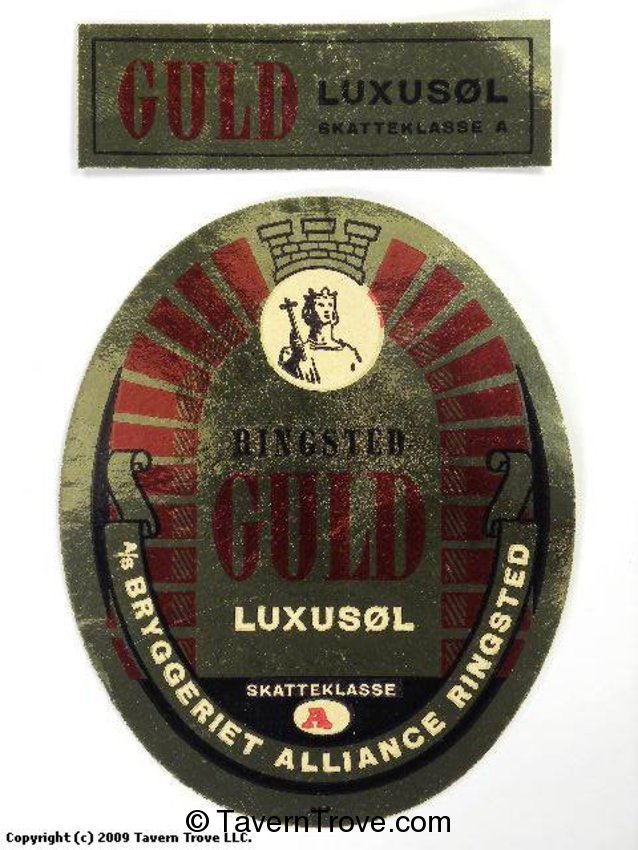 GULD LUXUSØL
SKATTEKLASSE A
RINGSTED
GULD
LUXUSØL
SKATTEKLASSE
A
A/S BRYGGERIET ALLIANCE RINGSTED
Copyright (c) 2009 Tavern Trove LLC.
© TavernTrove.com